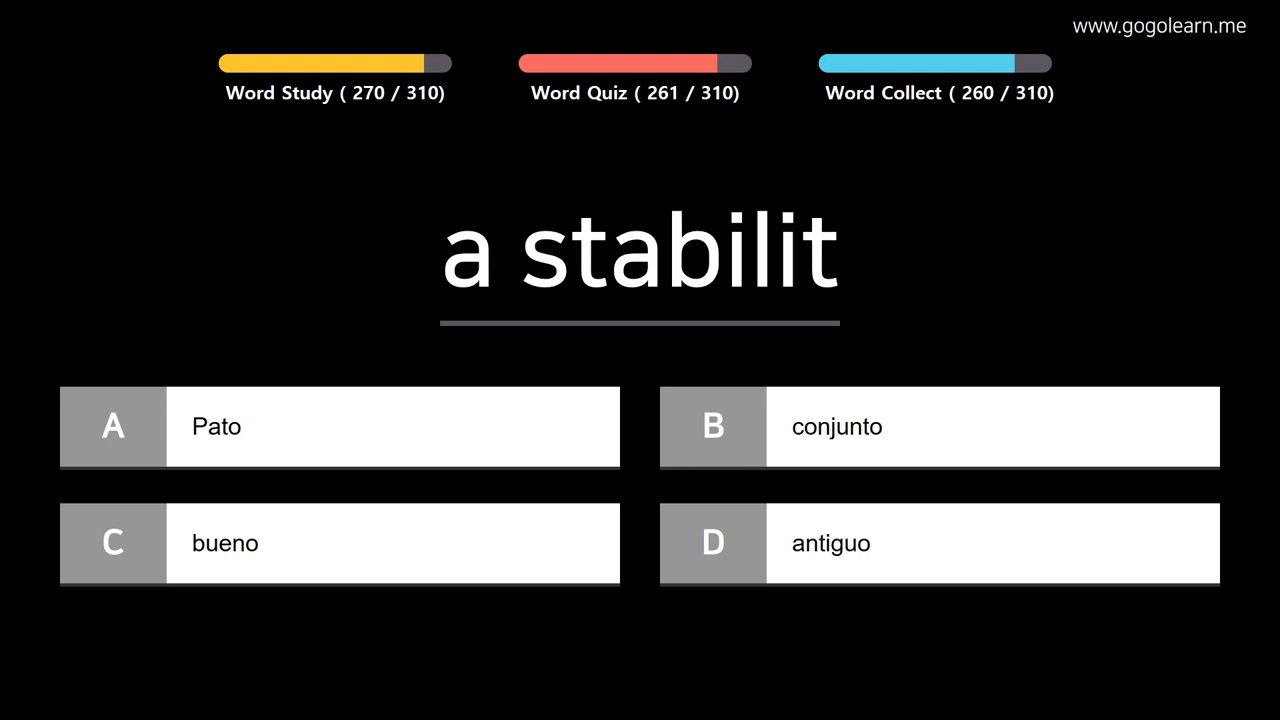 www.gogolearn.me
Word Study ( 270 / 310)
Word Quiz ( 261 / 310)
Word Collect ( 260 / 310)
a stabilit
A Pato
B conjunto
C bueno
D antiguo